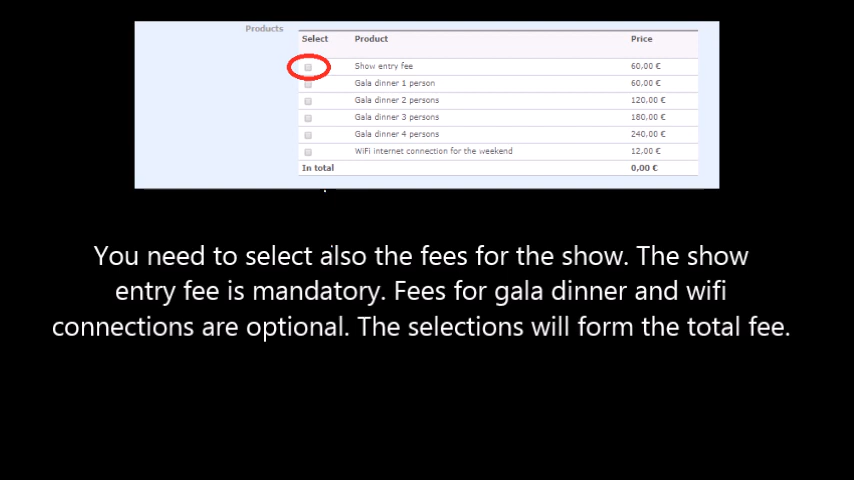 Products
Select Product Price
Show entry fee 60,00 €
Gala dinner 1 person 60,00 €
Gala dinner 2 persons 120,00 €
Gala dinner 3 persons 180,00 €
Gala dinner 4 persons 240,00 €
WiFi internet connection for the weekend 12,00 €
In total 0,00 €
You need to select also the fees for the show. The show
entry fee is mandatory. Fees for gala dinner and wifi
connections are optional. The selections will form the total fee.